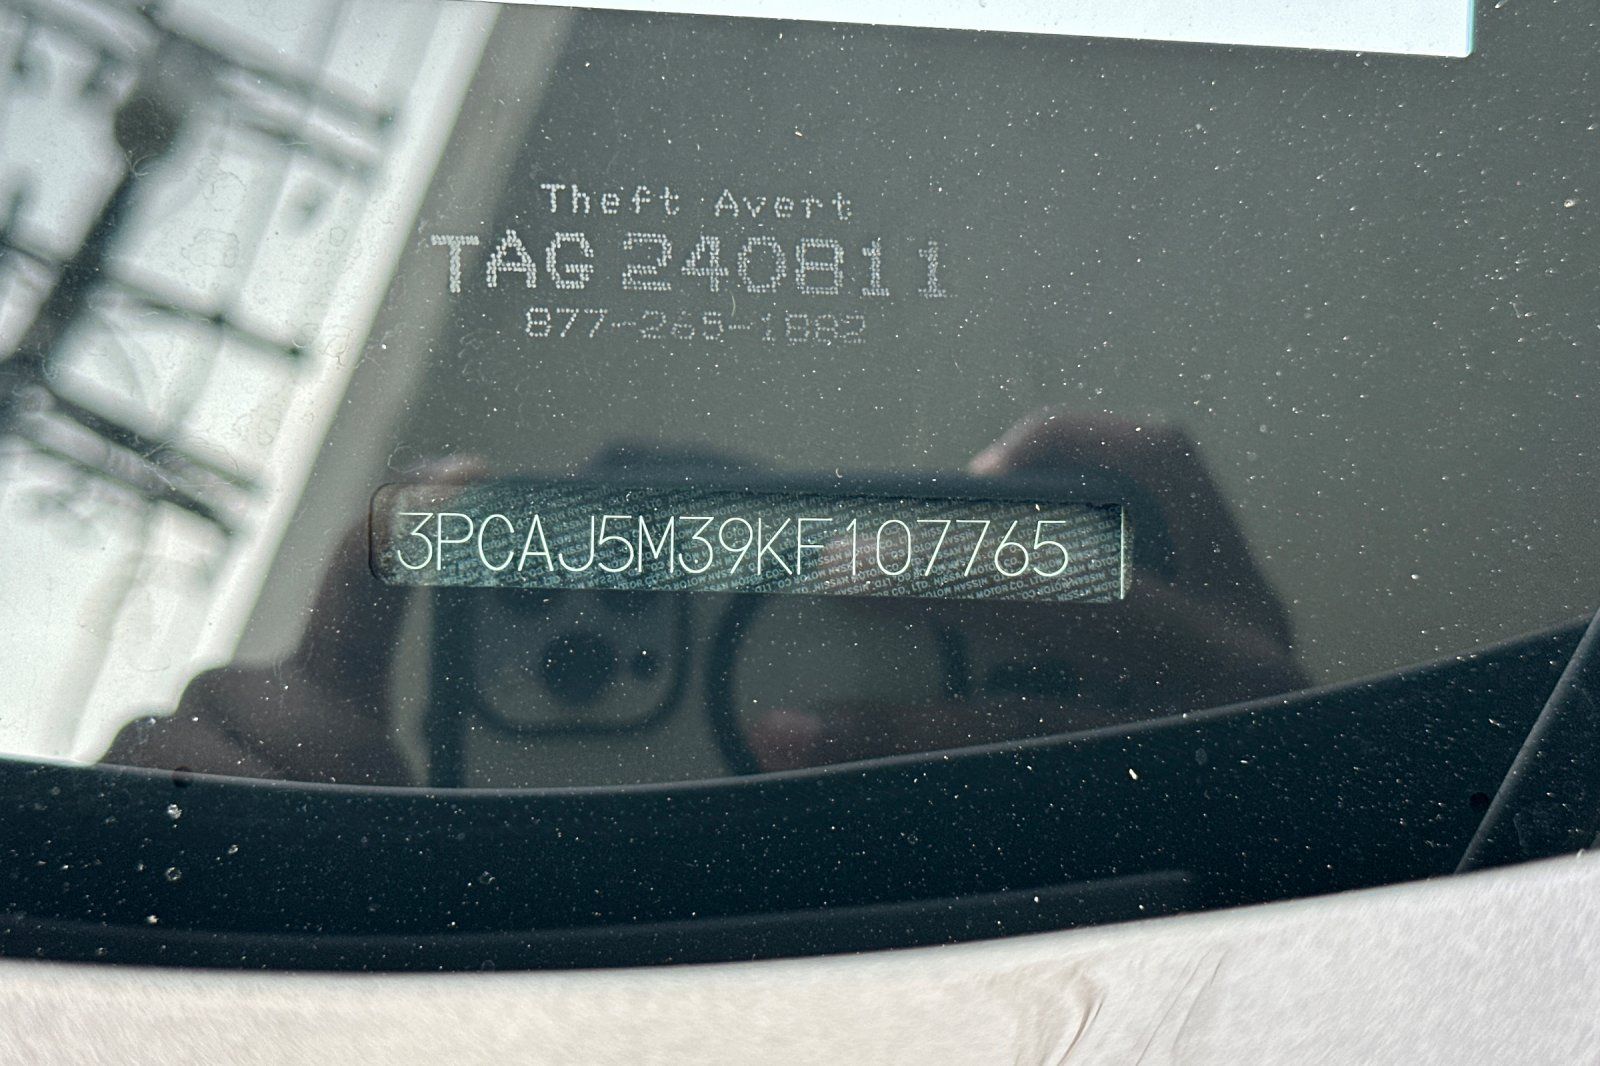 Theft Avert
TAG 240811
877-265-1882
3PCAJ5M39KF107765